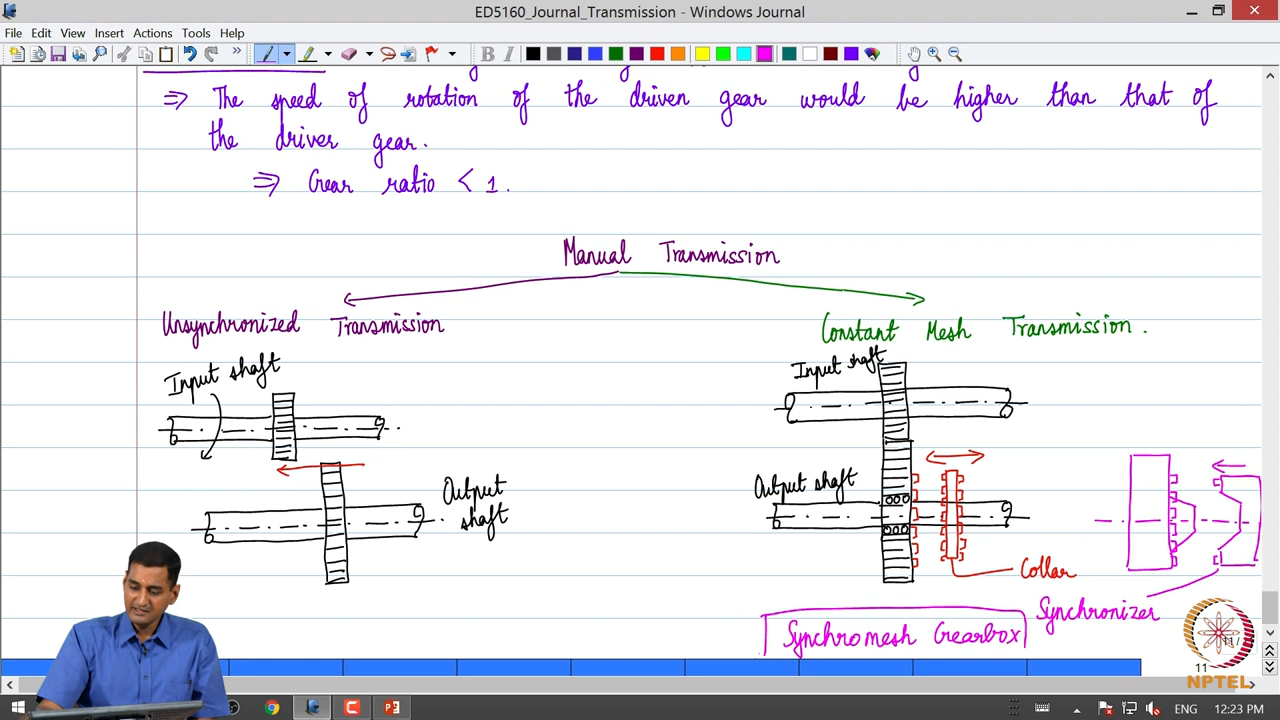 ED5160_Journal_Transmission - Windows Journal
File Edit View Insert Actions Tools Help
⇒ The speed of rotation of the driven gear would be higher than that of
the driver gear.
⇒ Gear ratio < 1.
Manual Transmission
Unsynchronized Transmission
Constant Mesh Transmission.
Input shaft
Input shaft
Output shaft
Output shaft
Collar
Synchronizer
Synchromesh Gearbox
11
NPTEL
ENG 12:23 PM